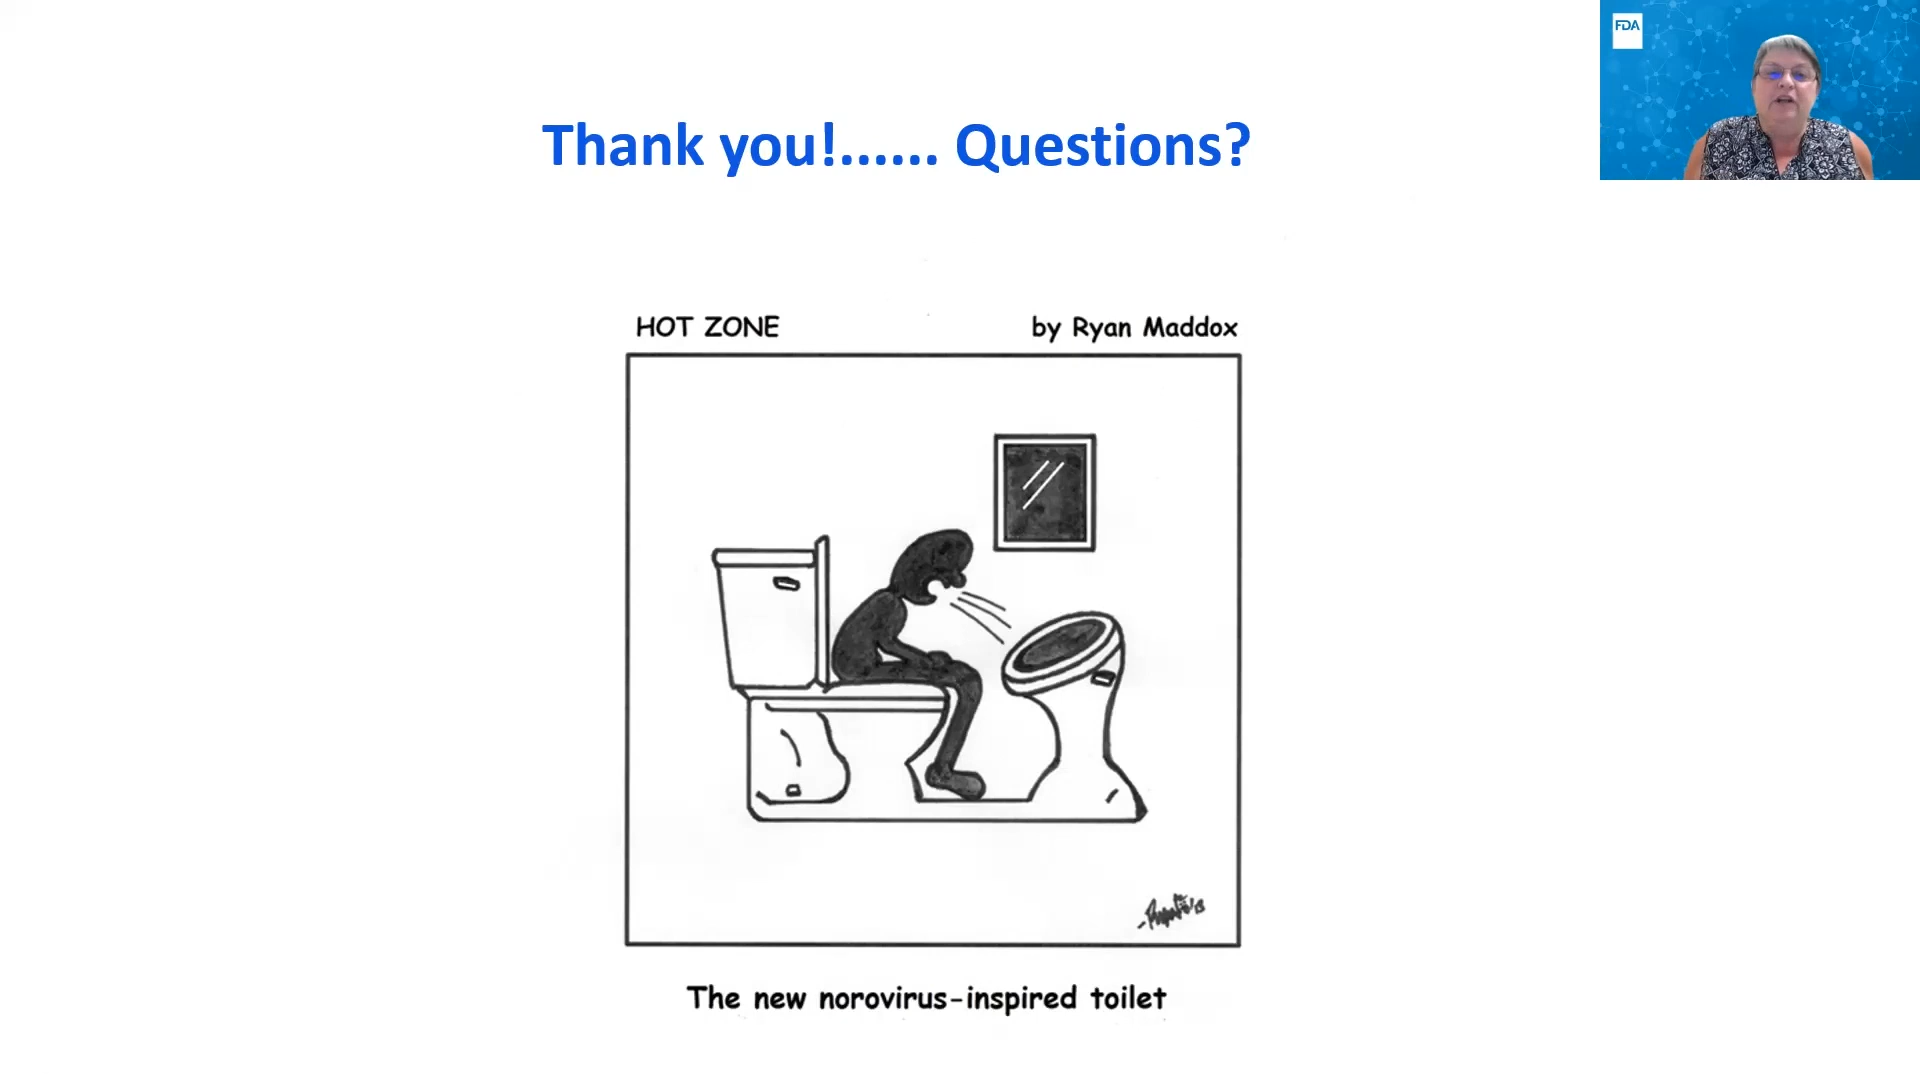 FDA
Thank you!...... Questions?
HOT ZONE
by Ryan Maddox
The new norovirus-inspired toilet